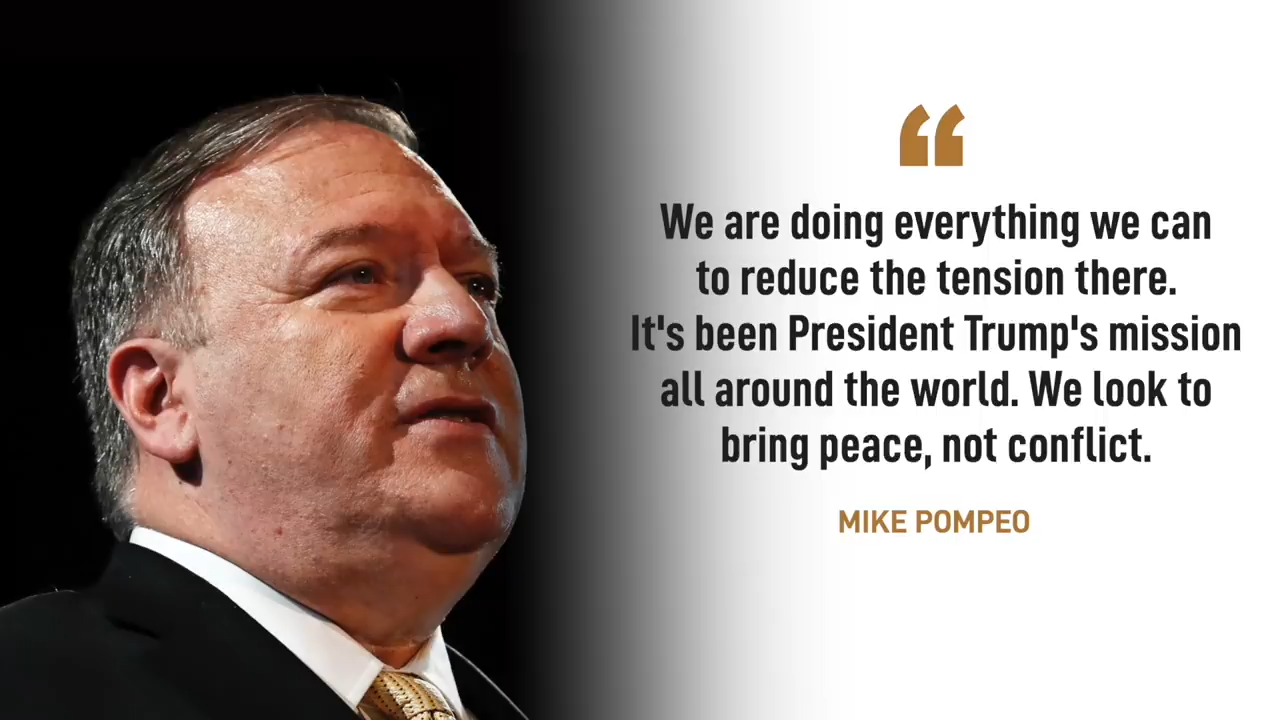 “
We are doing everything we can
to reduce the tension there.
It's been President Trump's mission
all around the world. We look to
bring peace, not conflict.
MIKE POMPEO